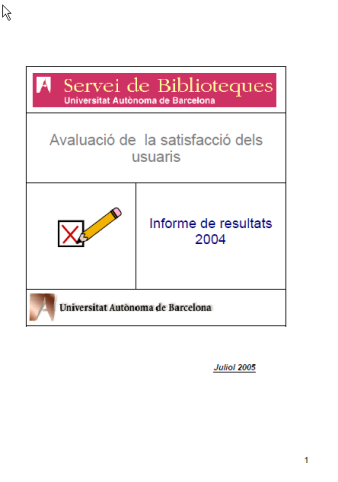 Servei de Biblioteques
Universitat Autònoma de Barcelona
Avaluació de la satisfacció dels
usuaris
Informe de resultats
2004
Universitat Autònoma de Barcelona
Juliol 2005
1